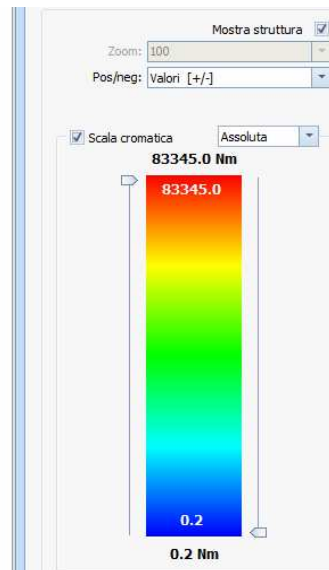 Mostra struttura
Zoom: 100
Pos/neg: Valori [+/-]
Scala cromatica Assoluta
83345.0 Nm
83345.0
0.2
0.2 Nm